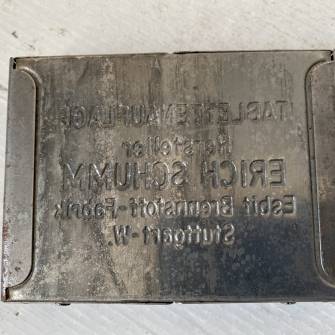 TABLETTENAUFLAGE
Hersteller
ERICH SCHUMM
Esbit Brennstoff-Fabrik
Stuttgart-W.